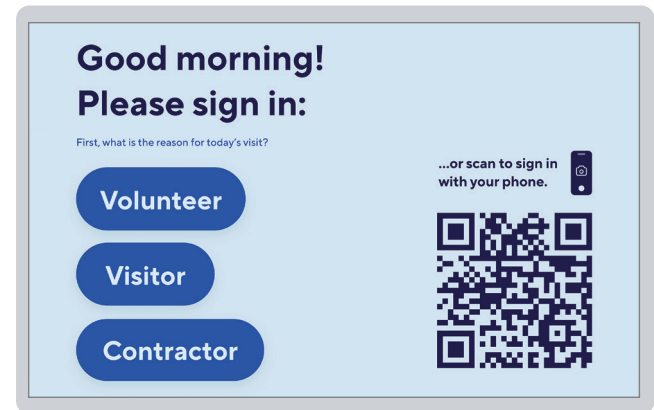 Good morning!
Please sign in:
First, what is the reason for today's visit?
Volunteer
Visitor
Contractor
...or scan to sign in
with your phone.